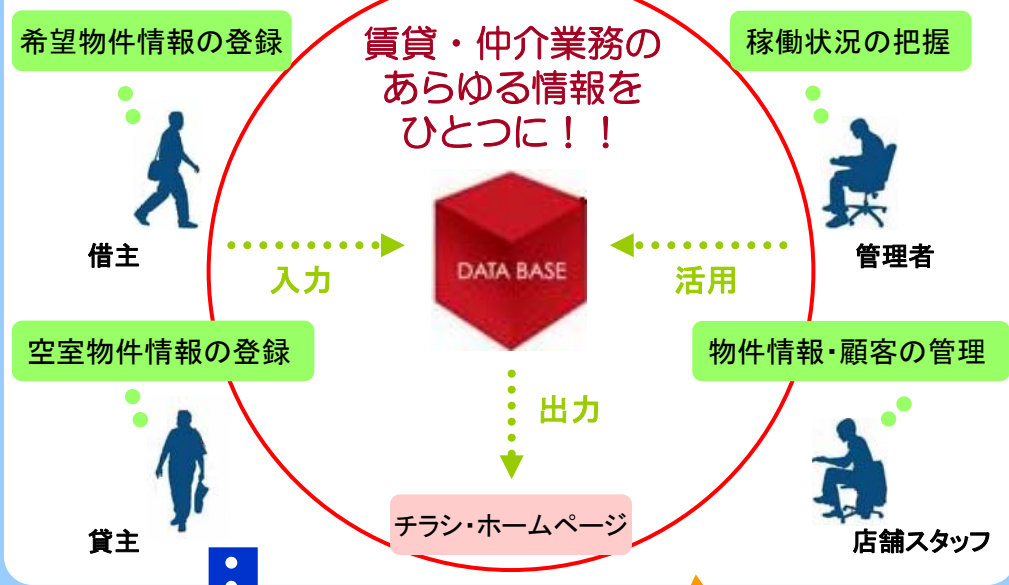 希望物件情報の登録
賃貸・仲介業務の
あらゆる情報を
ひとつに！！
稼働状況の把握
借主
入力
DATA BASE
活用
管理者
空室物件情報の登録
物件情報・顧客の管理
出力
貸主
チラシ・ホームページ
店舗スタッフ